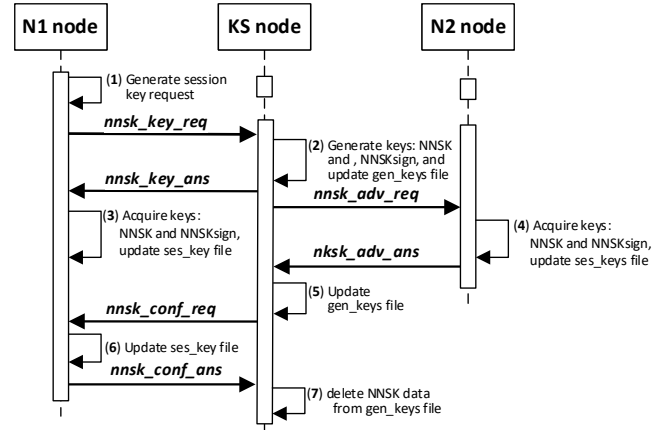 N1 node
KS node
N2 node
(1) Generate session
key request
nnsk_key_req
(2) Generate keys: NNSK
and , NNSKsign, and
update gen_keys file
nnsk_key_ans
nnsk_adv_req
(3) Acquire keys:
NNSK and NNSKsign,
update ses_key file
(4) Acquire keys:
NNSK and NNSKsign,
update ses_keys file
nksk_adv_ans
(5) Update
gen_keys file
nnsk_conf_req
(6) Update ses_key file
nnsk_conf_ans
(7) delete NNSK data
from gen_keys file